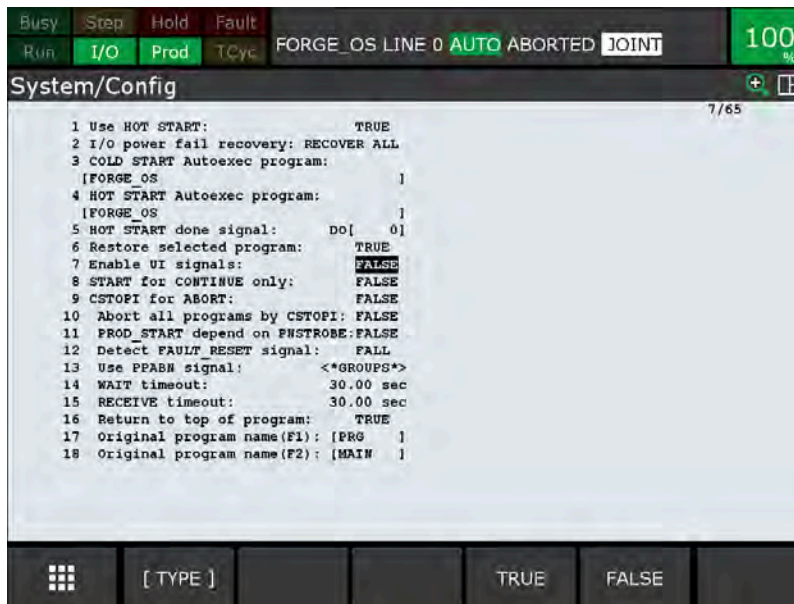 Busy Step Hold Fault
Run I/O Prod TCyc
FORGE_OS LINE 0 AUTO ABORTED JOINT
100
%
System/Config
7/65
1 Use HOT START: TRUE
2 I/O power fail recovery: RECOVER ALL
3 COLD START Autoexec program:
[FORGE_OS ]
4 HOT START Autoexec program:
[FORGE_OS ]
5 HOT START done signal: DO[ 0]
6 Restore selected program: TRUE
7 Enable UI signals: FALSE
8 START for CONTINUE only: FALSE
9 CSTOPI for ABORT: FALSE
10 Abort all programs by CSTOPI: FALSE
11 PROD_START depend on PNSTROBE:FALSE
12 Detect FAULT_RESET signal: FALL
13 Use PPABN signal: <*GROUPS*>
14 WAIT timeout: 30.00 sec
15 RECEIVE timeout: 30.00 sec
16 Return to top of program: TRUE
17 Original program name(F1): [PRG ]
18 Original program name(F2): [MAIN ]
[ TYPE ] TRUE FALSE